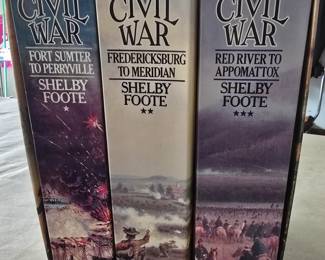 CIVIL
WAR
FORT SUMTER
TO PERRYVILLE
SHELBY
FOOTE
★
CIVIL
WAR
FREDERICKSBURG
TO MERIDIAN
SHELBY
FOOTE
★★
CIVIL
WAR
RED RIVER TO
APPOMATTOX
SHELBY
FOOTE
★★★